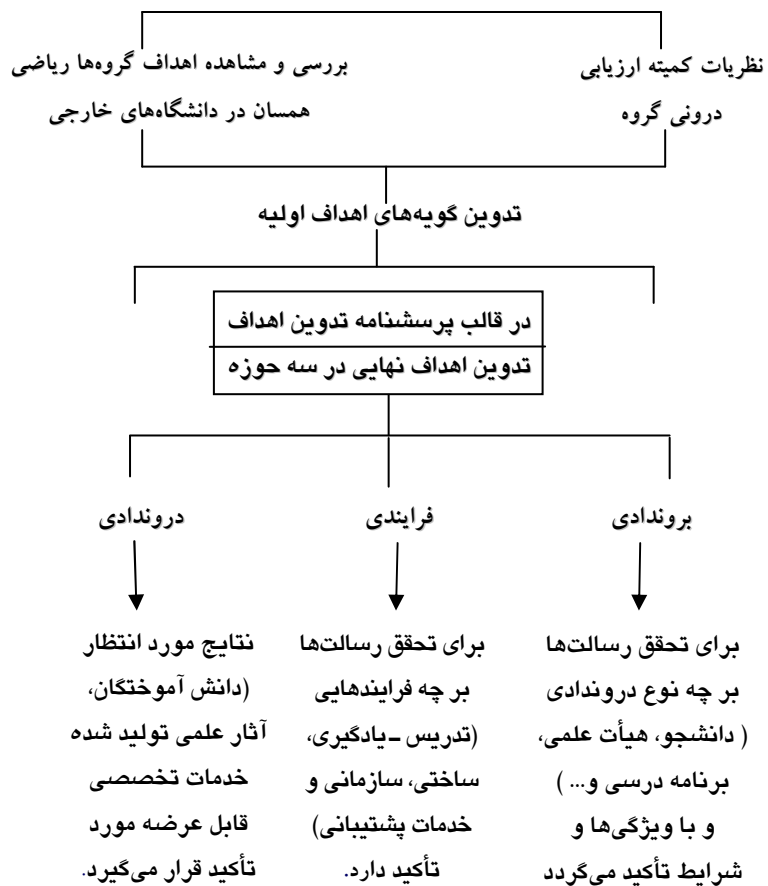 نظریات کمیته ارزیابی
درونی گروه
بررسی و مشاهده اهداف گروه‌ها ریاضی
همسان در دانشگاه‌های خارجی
تدوین گویه‌های اهداف اولیه
در قالب پرسشنامه تدوین اهداف
تدوین اهداف نهایی در سه حوزه
بروندادی
برای تحقق رسالت‌ها
بر چه نوع دروندادی
( دانشجو، هیأت علمی،
برنامه درسی و... )
و با ویژگی‌ها و
شرایط تأکید می‌گردد
فرایندی
برای تحقق رسالت‌ها
بر چه فرایندهایی
(تدریس ـ یادگیری،
ساختی، سازمانی و
خدمات پشتیبانی)
تأکید دارد.
دروندادی
نتایج مورد انتظار
(دانش آموختگان،
آثار علمی تولید شده
خدمات تخصصی
قابل عرضه مورد
تأکید قرار می‌گیرد.